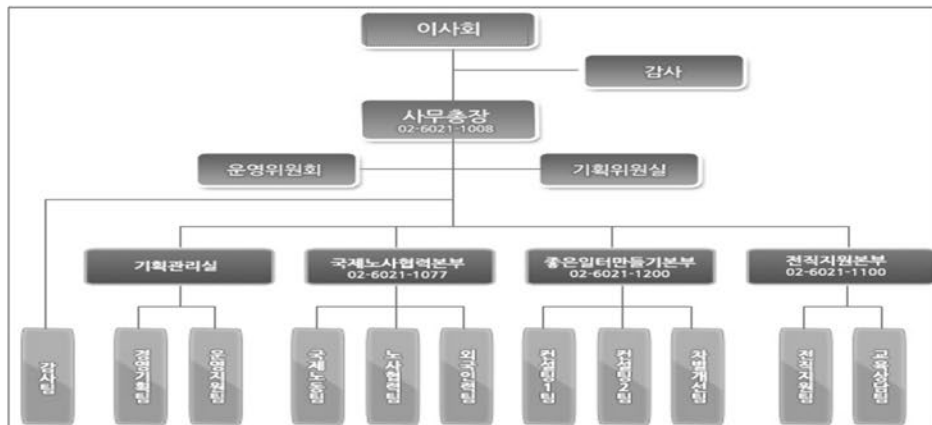 이사회
감사
사무총장
02-6021-1008
운영위원회
기획위원실
기획관리실
국제노사협력본부
02-6021-1077
좋은일터만들기본부
02-6021-1200
전직지원본부
02-6021-1100
감사팀
경영기획팀
운영지원팀
국제노동팀
노사협력팀
외국인력팀
컨설팅1팀
컨설팅2팀
차별개선팀
전직지원팀
교육상담팀